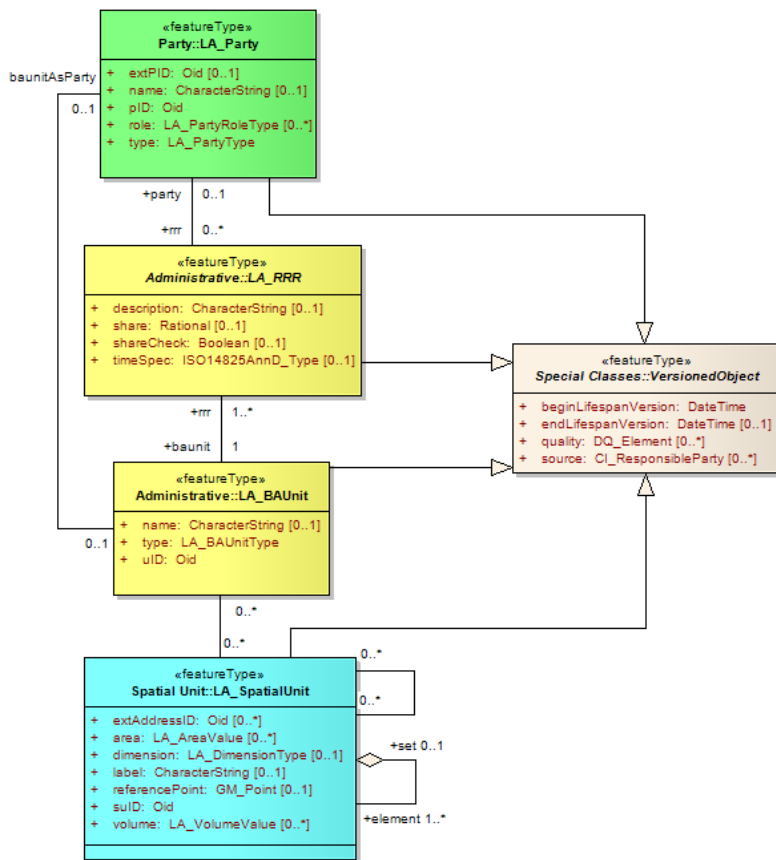 «featureType»
Party::LA_Party
+ extPID: Oid [0..1]
+ name: CharacterString [0..1]
+ pID: Oid
+ role: LA_PartyRoleType [0..*]
+ type: LA_PartyType
baunitAsParty
0..1
+party 0..1
+rrr 0..*
«featureType»
Administrative::LA_RRR
+ description: CharacterString [0..1]
+ share: Rational [0..1]
+ shareCheck: Boolean [0..1]
+ timeSpec: ISO14825AnnD_Type [0..1]
«featureType»
Special Classes::VersionedObject
+ beginLifespanVersion: DateTime
+ endLifespanVersion: DateTime [0..1]
+ quality: DQ_Element [0..*]
+ source: CI_ResponsibleParty [0..*]
+rrr 1..*
+baunit 1
«featureType»
Administrative::LA_BAUnit
+ name: CharacterString [0..1]
+ type: LA_BAUnitType
+ uID: Oid
0..1
0..*
0..*
«featureType»
Spatial Unit::LA_SpatialUnit
+ extAddressID: Oid [0..*]
+ area: LA_AreaValue [0..*]
+ dimension: LA_DimensionType [0..1]
+ label: CharacterString [0..1]
+ referencePoint: GM_Point [0..1]
+ suID: Oid
+ volume: LA_VolumeValue [0..*]
0..*
0..*
+set 0..1
+element 1..*